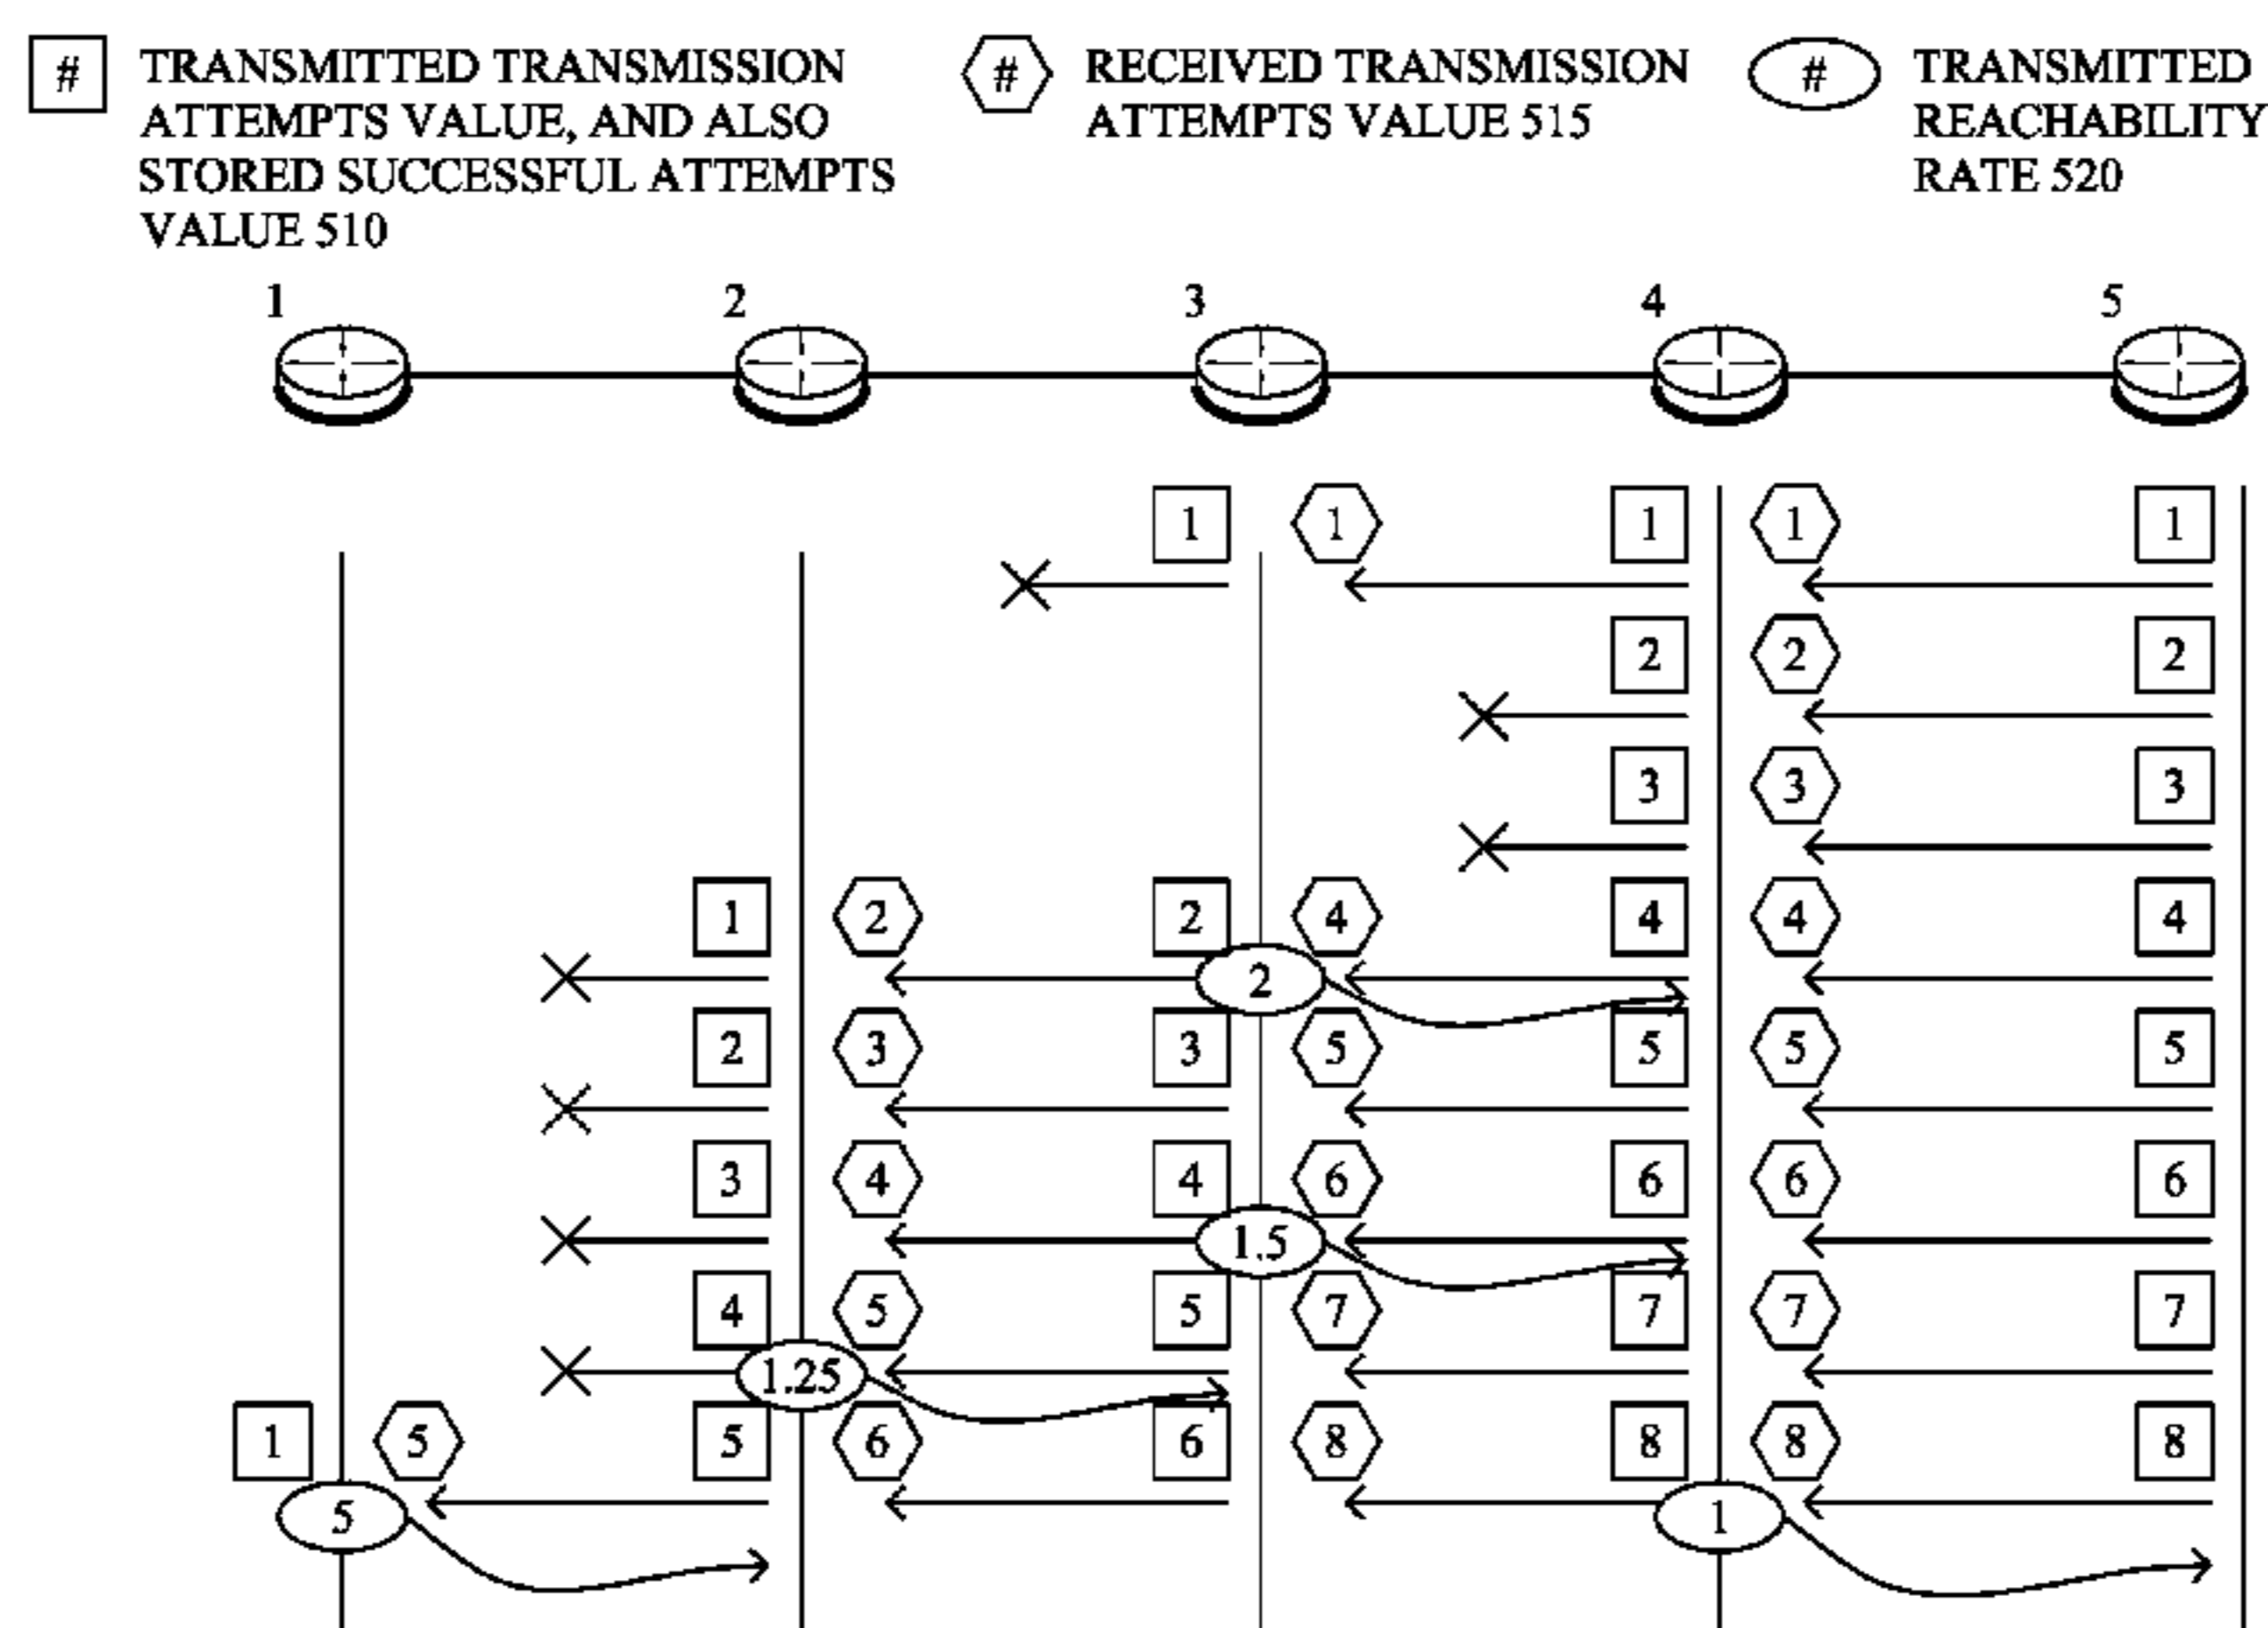 # TRANSMITTED TRANSMISSION
ATTEMPTS VALUE, AND ALSO
STORED SUCCESSFUL ATTEMPTS
VALUE 510
# RECEIVED TRANSMISSION
ATTEMPTS VALUE 515
# TRANSMITTED
REACHABILITY
RATE 520
1 2 3 4 5
1 1 1 1 1
2 2 2
3 3 3
1 2 2 4 4 4 4
2
2 3 3 5 5 5 5
3 4 4 6 6 6 6
1.5
4 5 5 7 7 7 7
1.25
1 5 5 6 6 8 8 8 8
5 1